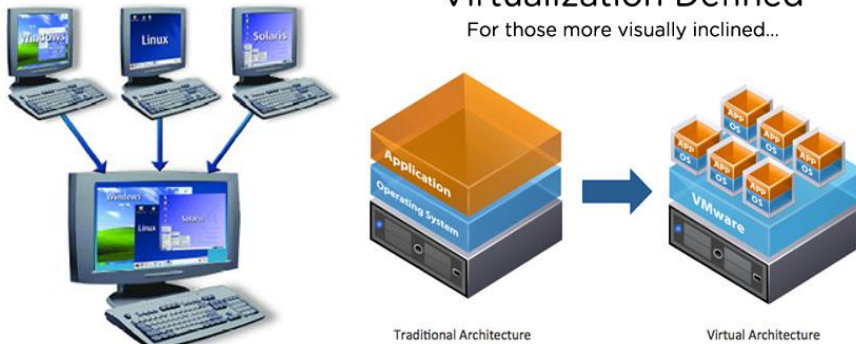 Virtualization Defined
For those more visually inclined...
Windows
Linux
Solaris
Windows
Linux
Solaris
Application
Operating System
APP
OS
APP
OS
APP
OS
APP
OS
APP
OS
APP
OS
VMware
Traditional Architecture
Virtual Architecture